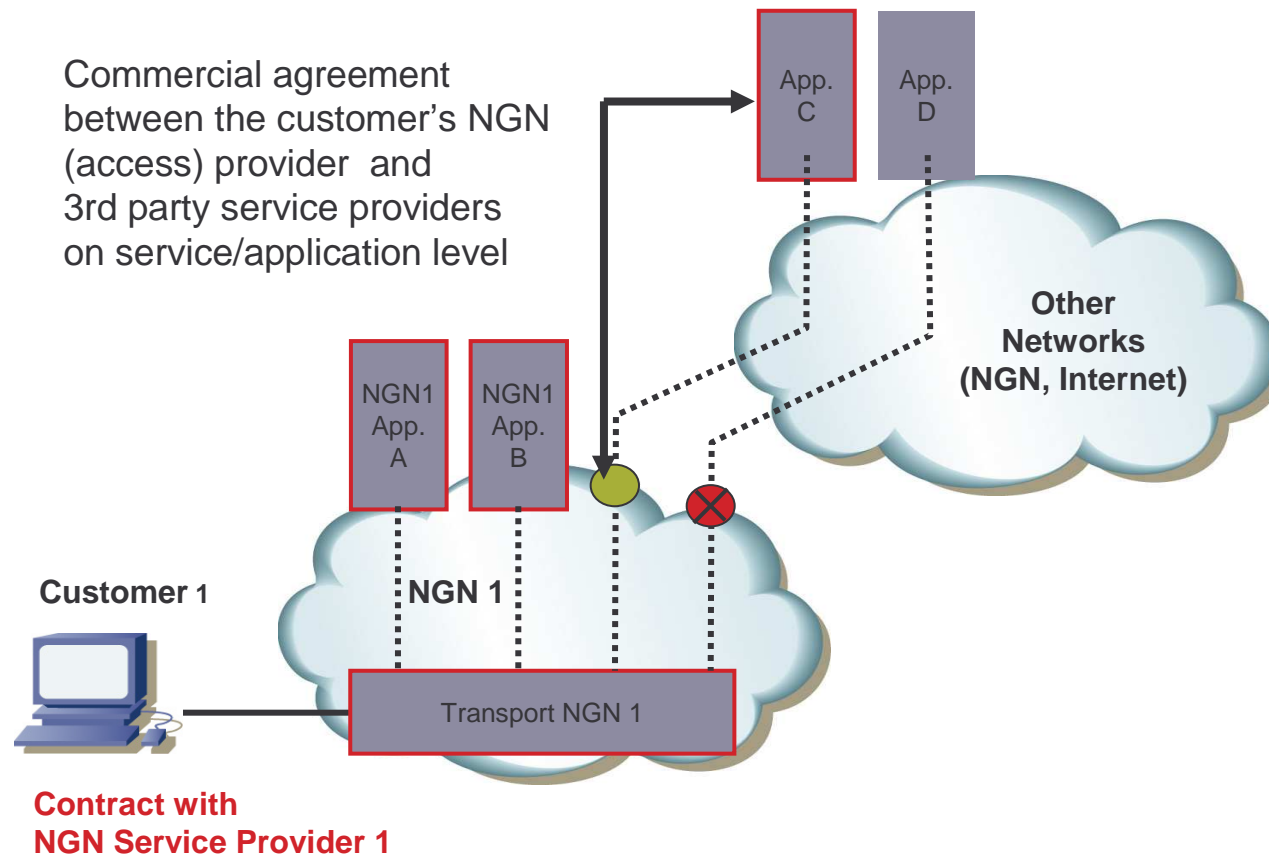 Commercial agreement
between the customer’s NGN
(access) provider and
3rd party service providers
on service/application level
App.
C
App.
D
Other
Networks
(NGN, Internet)
NGN1
App.
A
NGN1
App.
B
Customer 1
NGN 1
Transport NGN 1
Contract with
NGN Service Provider 1